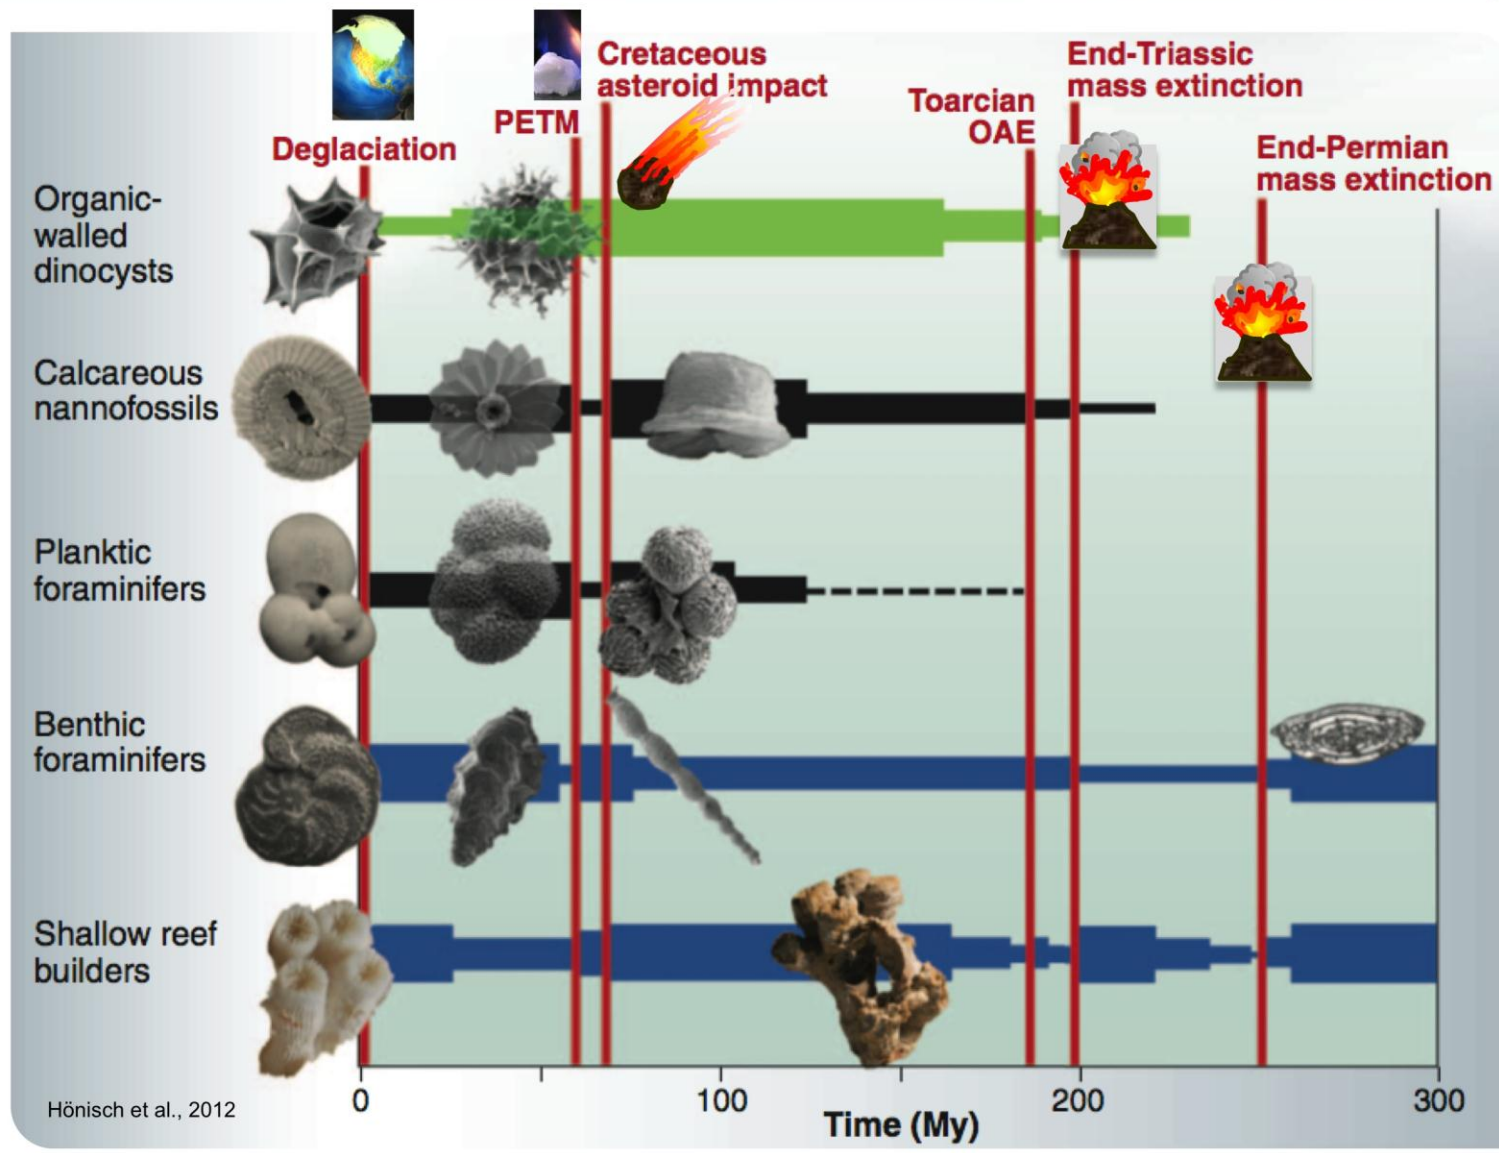 Cretaceous
asteroid impact
End-Triassic
mass extinction
Toarcian
OAE
PETM
Deglaciation
End-Permian
mass extinction
Organic-
walled
dinocysts
Calcareous
nannofossils
Planktic
foraminifers
Benthic
foraminifers
Shallow reef
builders
0
100
200
300
Time (My)
Hönisch et al., 2012